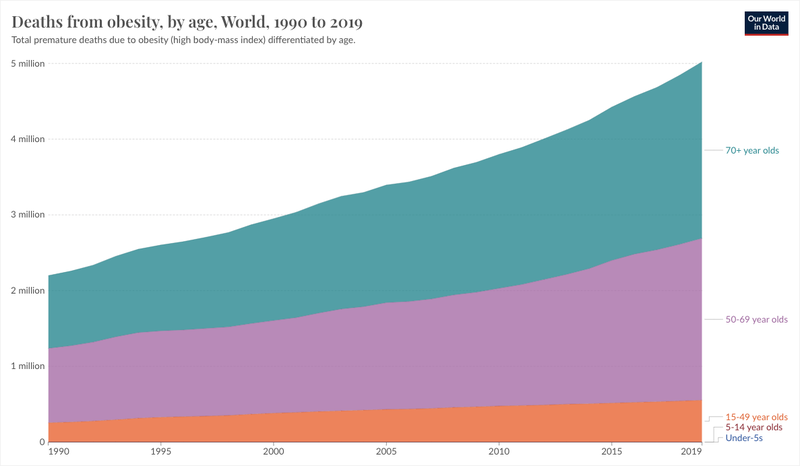 Deaths from obesity, by age, World, 1990 to 2019
Total premature deaths due to obesity (high body-mass index) differentiated by age.
Our World
in Data
5 million
4 million
3 million
2 million
1 million
0
70+ year olds
50-69 year olds
15-49 year olds
5-14 year olds
Under-5s
1990
1995
2000
2005
2010
2015
2019